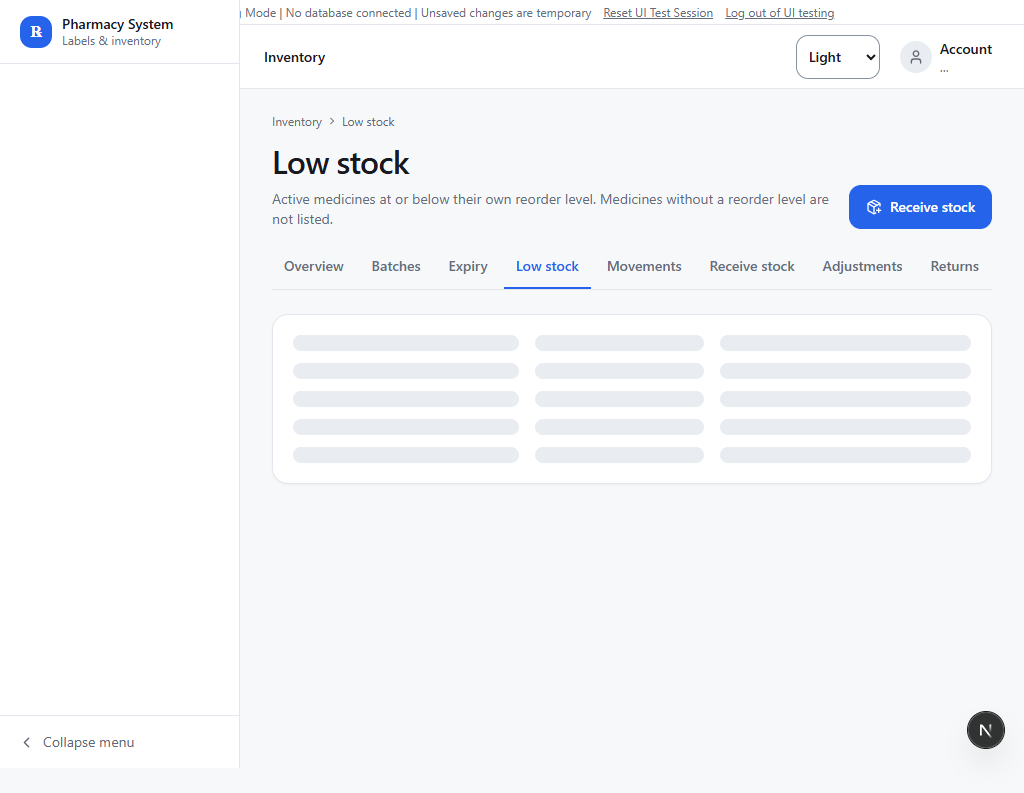 Mode | No database connected | Unsaved changes are temporary Reset UI Test Session Log out of UI testing
Pharmacy System
Labels & inventory
Inventory
Light
Account
...
Inventory > Low stock
Low stock
Active medicines at or below their own reorder level. Medicines without a reorder level are
not listed.
Receive stock
Overview Batches Expiry Low stock Movements Receive stock Adjustments Returns
Collapse menu
N